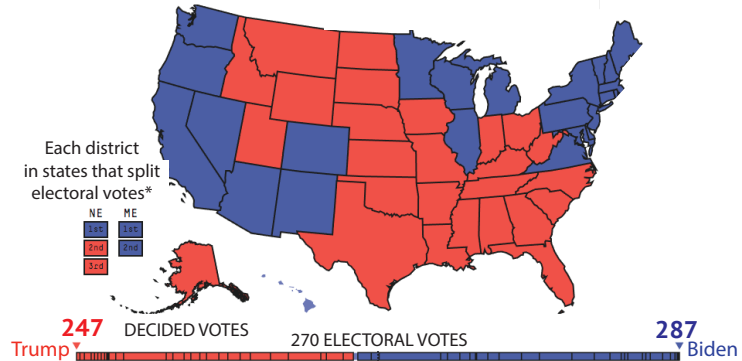 Each district
in states that split
electoral votes*
NE ME
1st 1st
2nd 2nd
3rd
247 DECIDED VOTES 270 ELECTORAL VOTES 287
Trump Biden